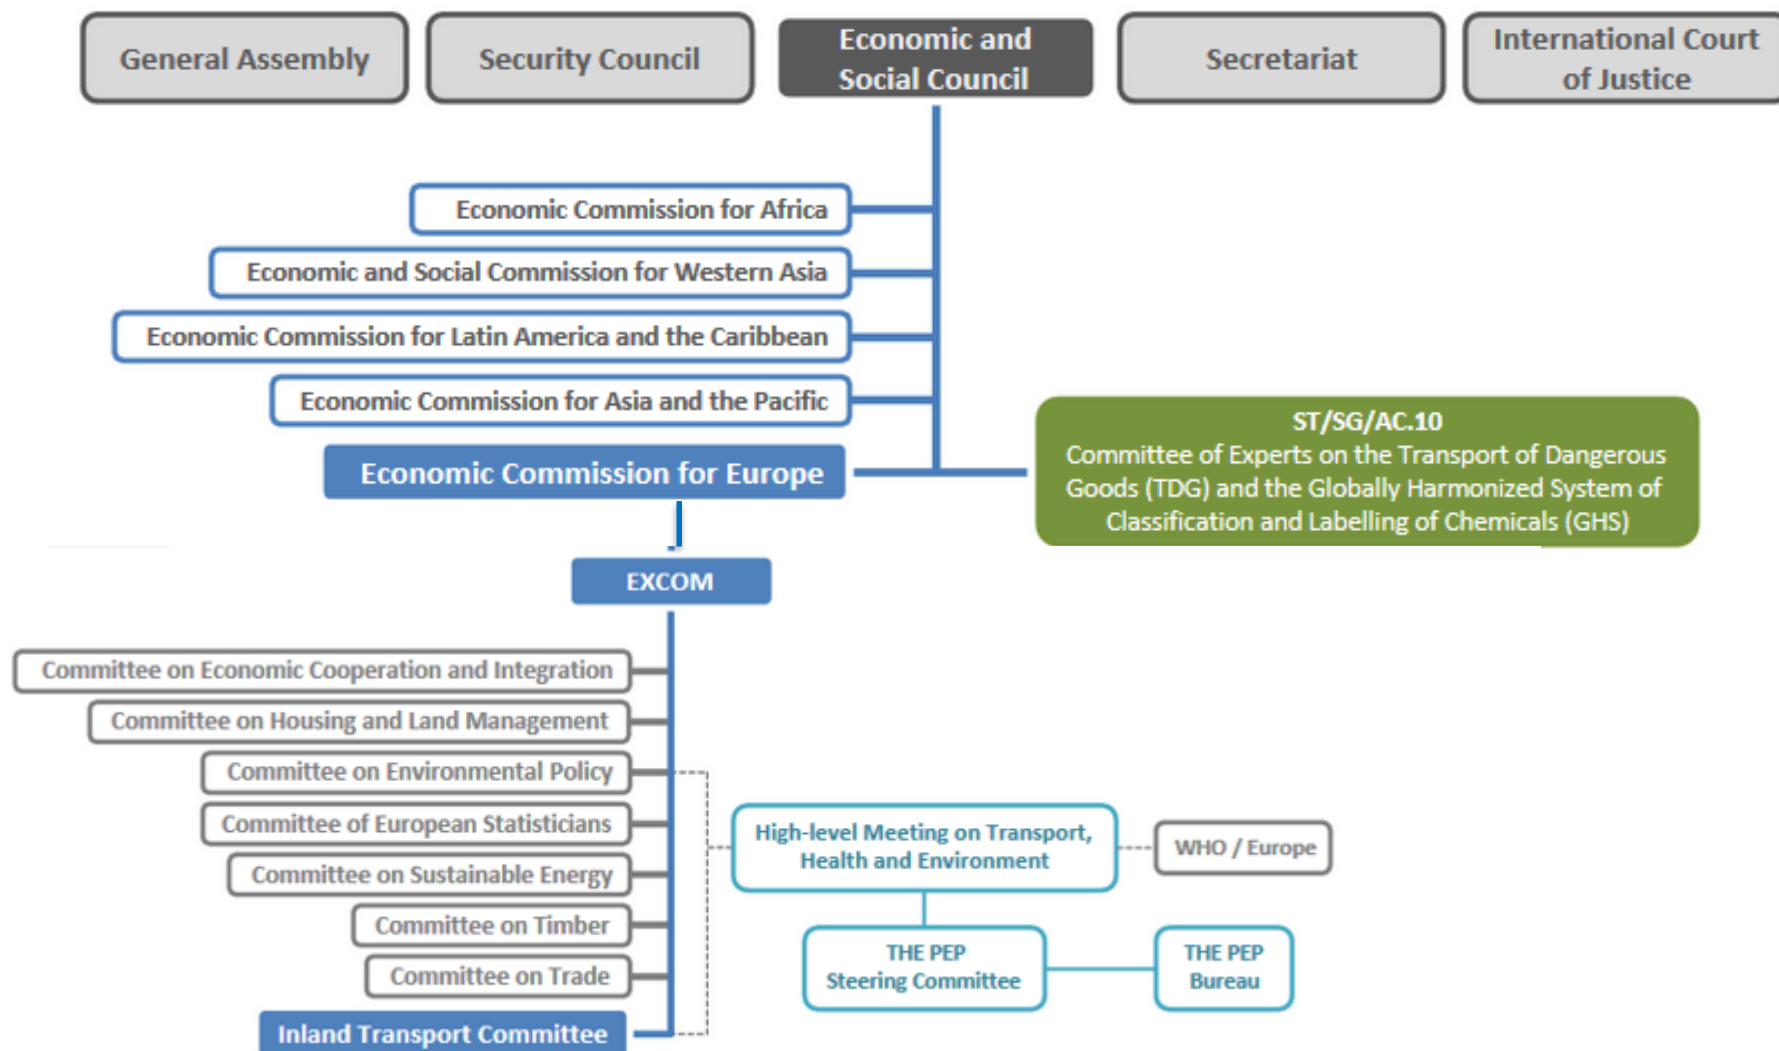 General Assembly
Security Council
Economic and
Social Council
Secretariat
International Court
of Justice
Economic Commission for Africa
Economic and Social Commission for Western Asia
Economic Commission for Latin America and the Caribbean
Economic Commission for Asia and the Pacific
Economic Commission for Europe
ST/SG/AC.10
Committee of Experts on the Transport of Dangerous
Goods (TDG) and the Globally Harmonized System of
Classification and Labelling of Chemicals (GHS)
EXCOM
Committee on Economic Cooperation and Integration
Committee on Housing and Land Management
Committee on Environmental Policy
Committee of European Statisticians
Committee on Sustainable Energy
Committee on Timber
Committee on Trade
Inland Transport Committee
High-level Meeting on Transport,
Health and Environment
WHO / Europe
THE PEP
Steering Committee
THE PEP
Bureau